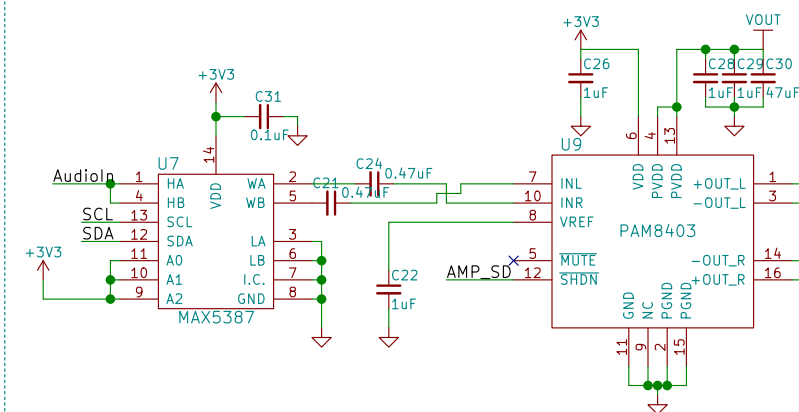 VOUT
+3V3
C26
1uF
C28
1uF
C29
1uF
C30
47uF
+3V3
C31
0.1uF
14
6
4
13
U7
U9
AudioIn
1
HA
VDD
WA
2
C24
0.47uF
7
INL
VDD
PVDD
PVDD
+OUT_L
1
4
HB
WB
5
C21
0.47uF
10
INR
-OUT_L
3
SCL
13
SCL
8
VREF
PAM8403
SDA
12
SDA
LA
3
+3V3
11
A0
LB
6
5
MUTE
-OUT_R
14
10
A1
I.C.
7
AMP_SD
12
SHDN
+OUT_R
16
9
A2
GND
8
C22
1uF
MAX5387
GND
NC
PGND
PGND
11
9
2
15